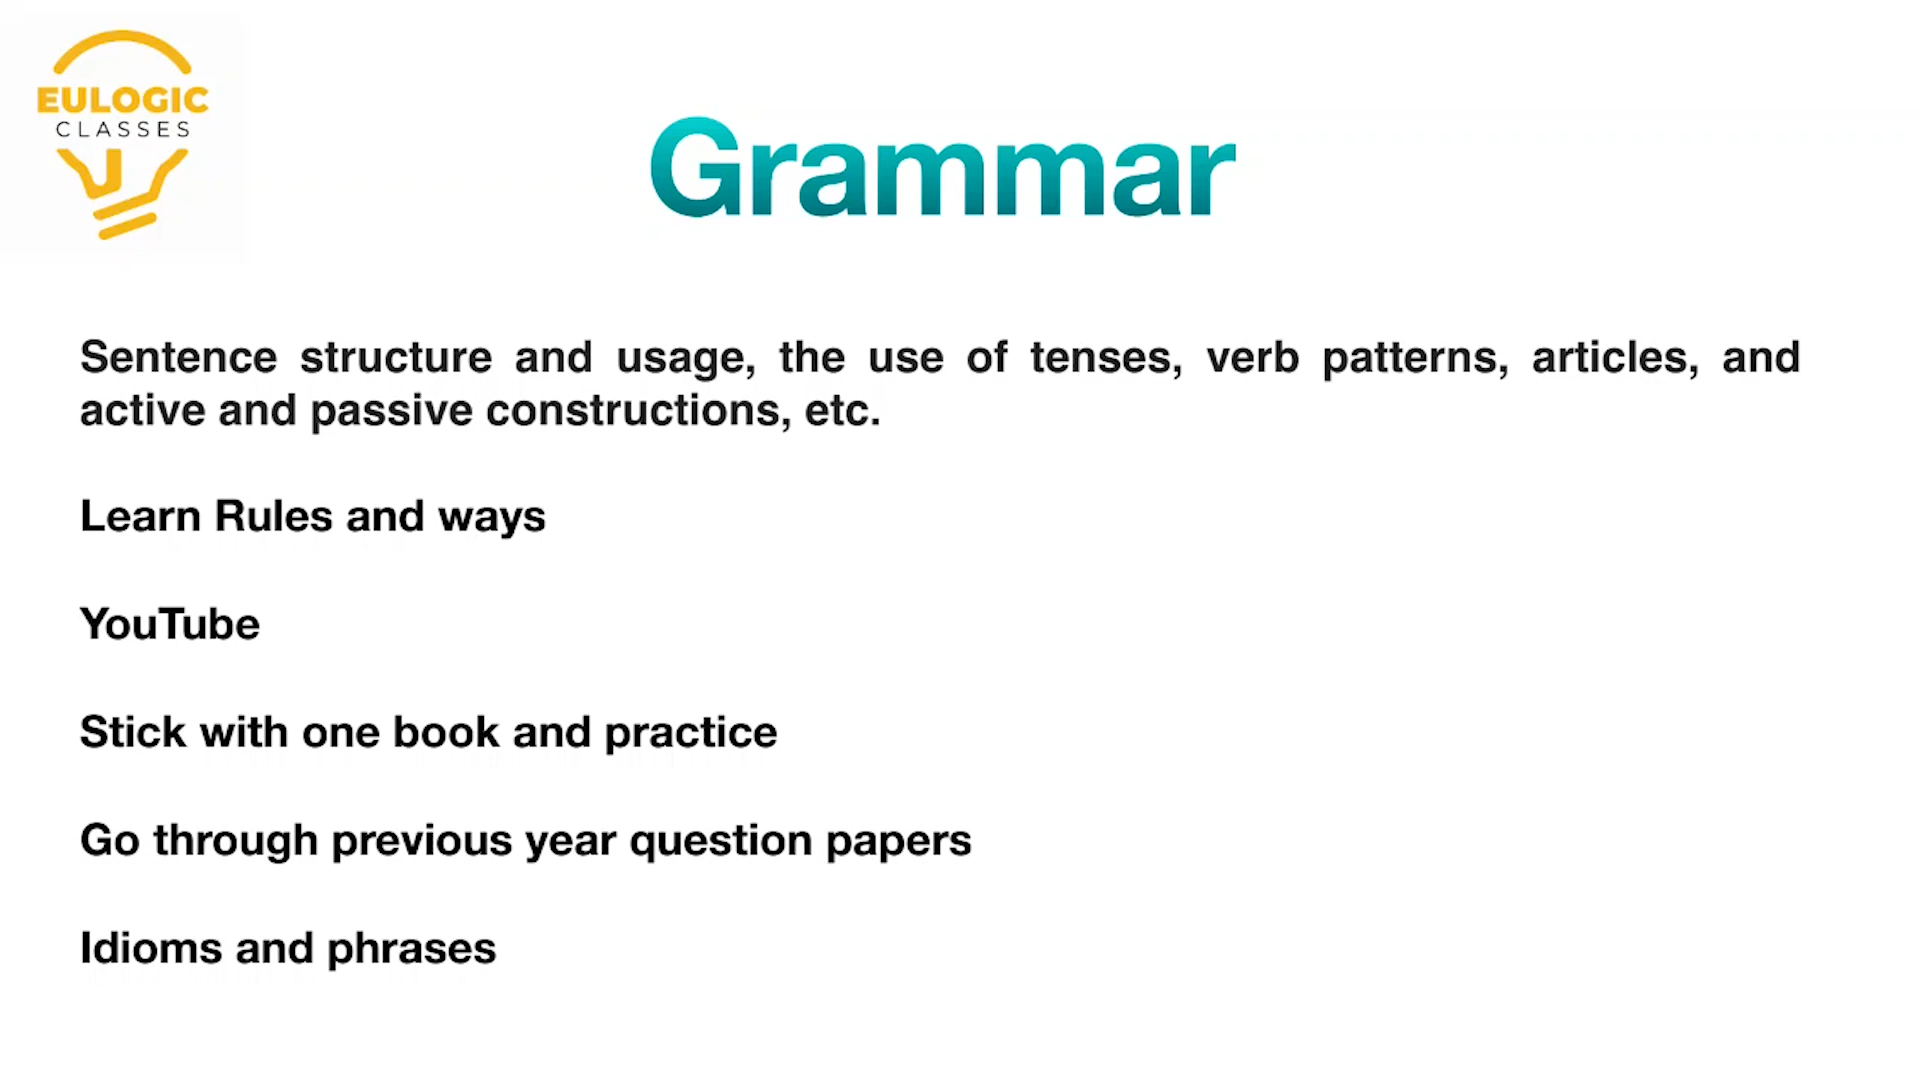 EULOGIC
CLASSES
Grammar
Sentence structure and usage, the use of tenses, verb patterns, articles, and
active and passive constructions, etc.
Learn Rules and ways
YouTube
Stick with one book and practice
Go through previous year question papers
Idioms and phrases